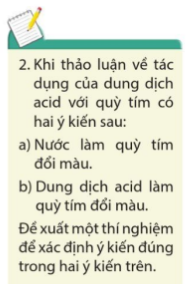 2. Khi thảo luận về tác
dụng của dung dịch
acid với quỳ tím có
hai ý kiến sau:
a) Nước làm quỳ tím
đổi màu.
b) Dung dịch acid làm
quỳ tím đổi màu.
Đề xuất một thí nghiệm
để xác định ý kiến đúng
trong hai ý kiến trên.